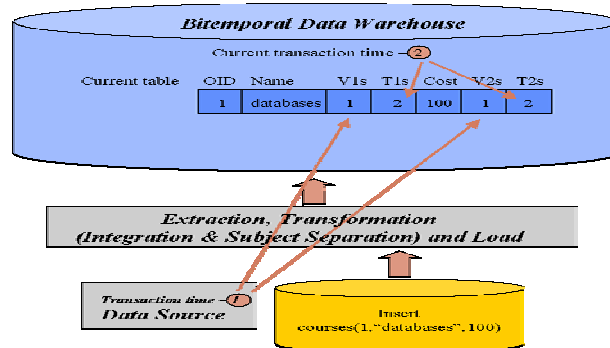 Bitemporal Data Warehouse
Current transaction time 2
Current table OID Name V1s T1s Cost V2s T2s
1 databases 1 2 100 1 2
Extraction, Transformation
(Integration & Subject Separation) and Load
Transaction time 1
Data Source
Insert
courses(1,“databases”,100)